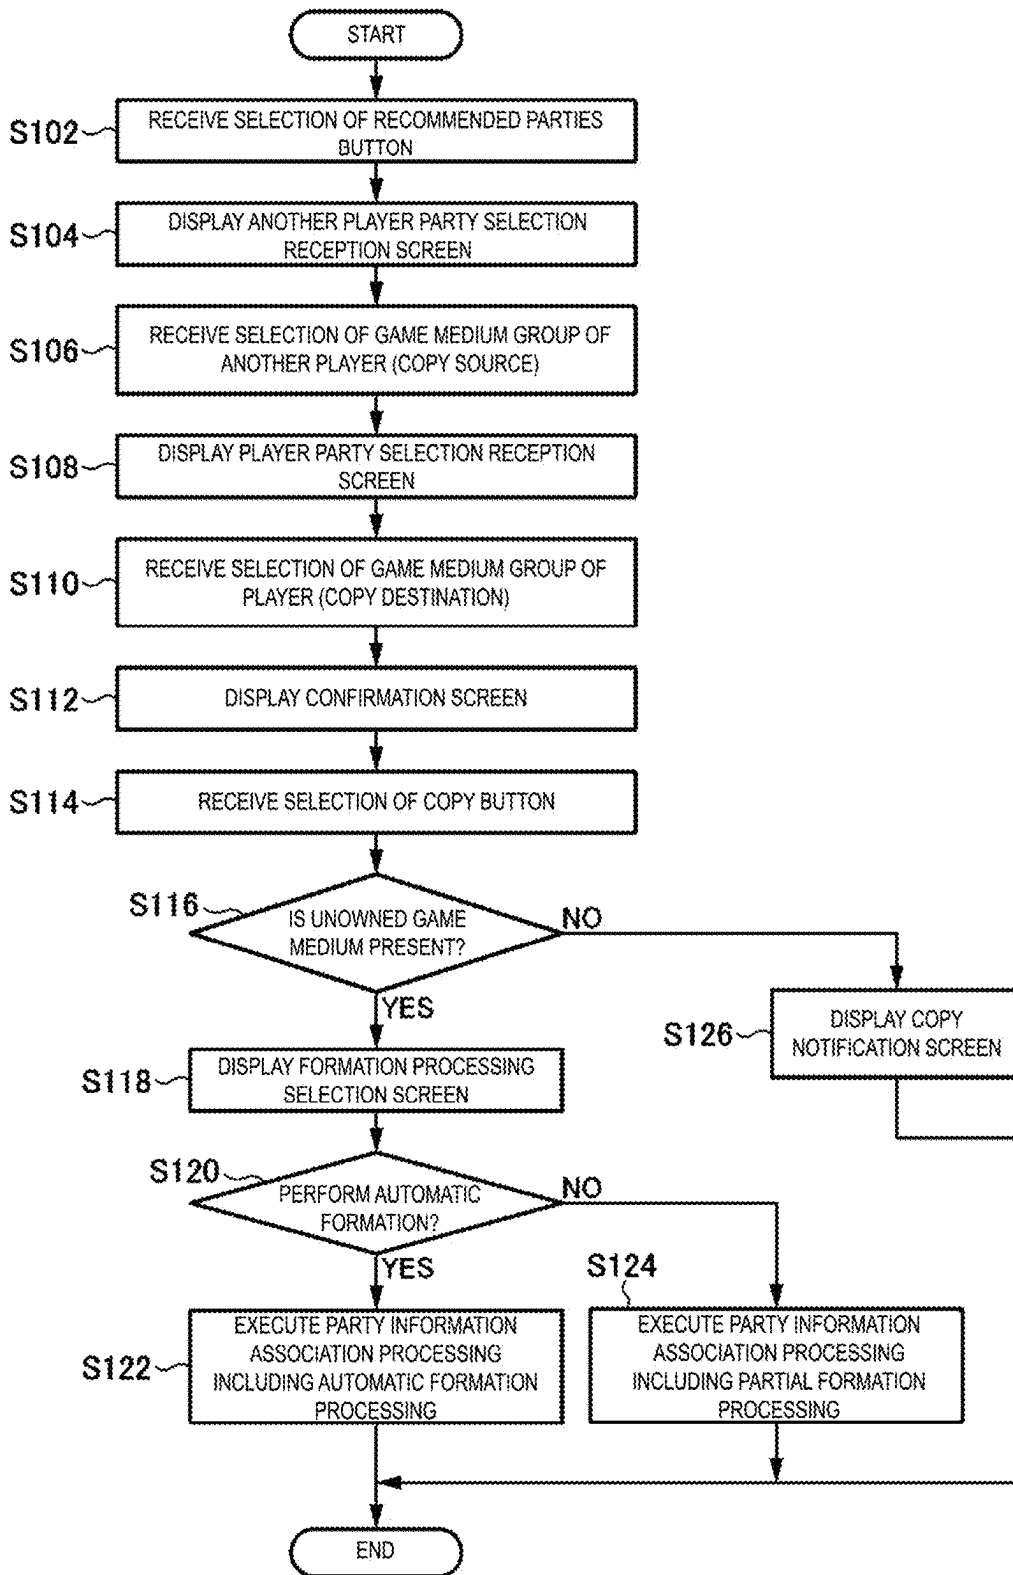 START
S102
RECEIVE SELECTION OF RECOMMENDED PARTIES
BUTTON
S104
DISPLAY ANOTHER PLAYER PARTY SELECTION
RECEPTION SCREEN
S106
RECEIVE SELECTION OF GAME MEDIUM GROUP OF
ANOTHER PLAYER (COPY SOURCE)
S108
DISPLAY PLAYER PARTY SELECTION RECEPTION
SCREEN
S110
RECEIVE SELECTION OF GAME MEDIUM GROUP OF
PLAYER (COPY DESTINATION)
S112
DISPLAY CONFIRMATION SCREEN
S114
RECEIVE SELECTION OF COPY BUTTON
S116
IS UNOWNED GAME
MEDIUM PRESENT?
NO
YES
S126
DISPLAY COPY
NOTIFICATION SCREEN
S118
DISPLAY FORMATION PROCESSING
SELECTION SCREEN
S120
PERFORM AUTOMATIC
FORMATION?
NO
YES
S122
EXECUTE PARTY INFORMATION
ASSOCIATION PROCESSING
INCLUDING AUTOMATIC FORMATION
PROCESSING
S124
EXECUTE PARTY INFORMATION
ASSOCIATION PROCESSING
INCLUDING PARTIAL FORMATION
PROCESSING
END